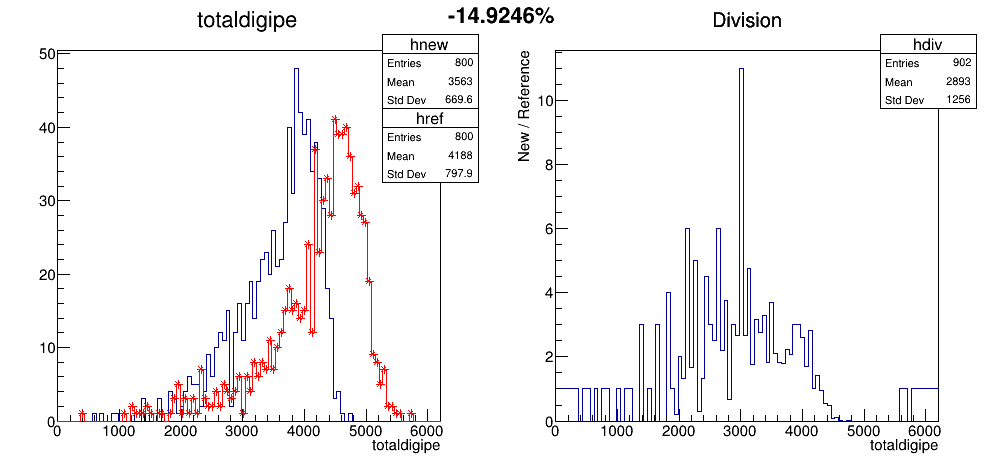 -14.9246%
totaldigipe
hnew
Entries 800
Mean 3563
Std Dev 669.6
href
Entries 800
Mean 4188
Std Dev 797.9
50
40
30
20
10
0
0 1000 2000 3000 4000 5000 6000
totaldigipe
Division
hdiv
Entries 902
Mean 2893
Std Dev 1256
New / Reference
10
8
6
4
2
0
0 1000 2000 3000 4000 5000 6000
totaldigipe